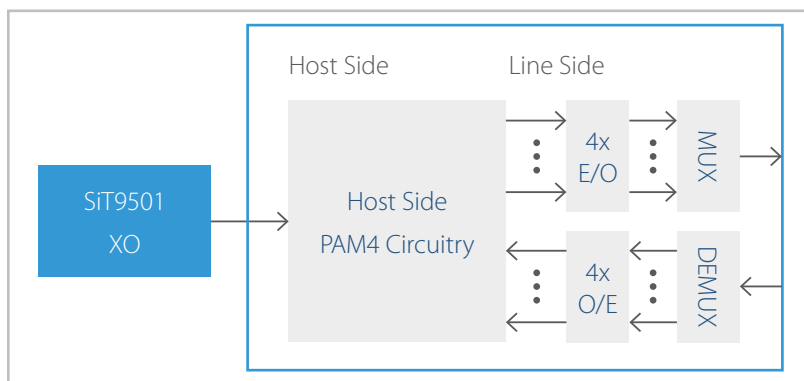 Host Side
Line Side
SiT9501
XO
Host Side
PAM4 Circuitry
4x
E/O
MUX
4x
O/E
DEMUX